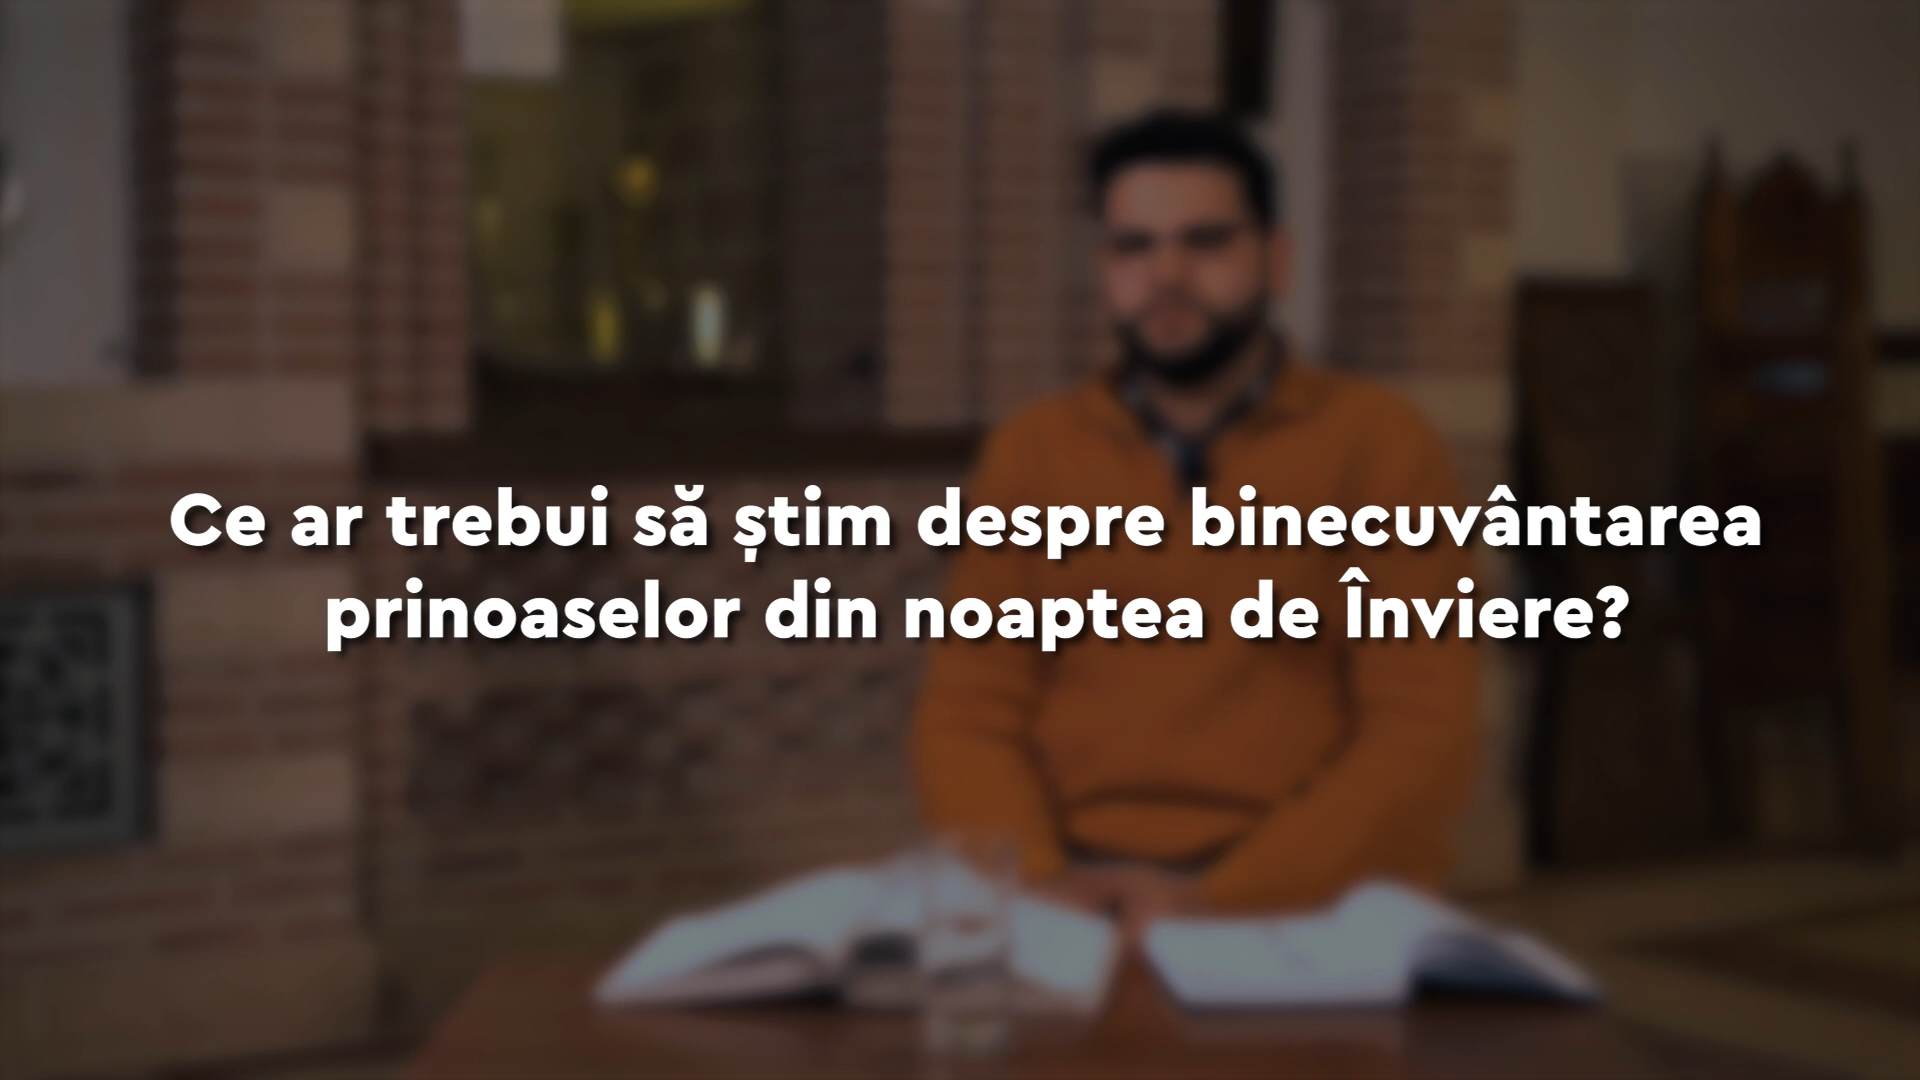 Ce ar trebui să știm despre binecuvântarea
prinoaselor din noaptea de Înviere?